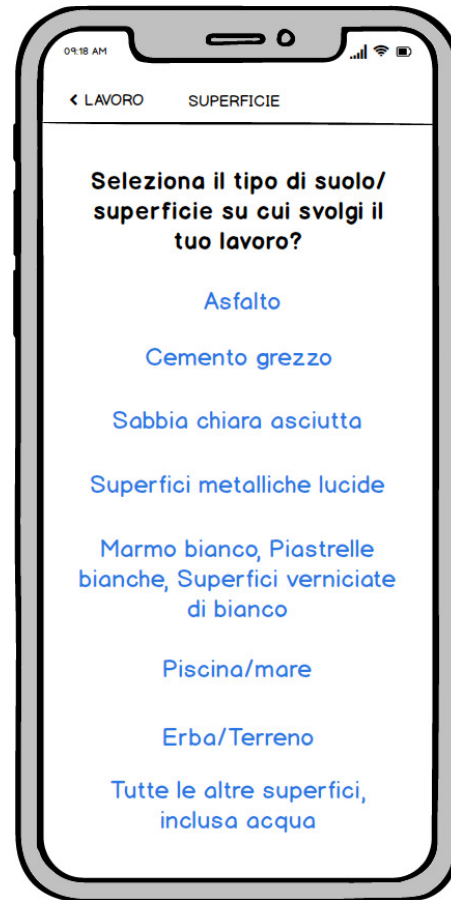 09:18 AM
< LAVORO SUPERFICIE
Seleziona il tipo di suolo/
superficie su cui svolgi il
tuo lavoro?
Asfalto
Cemento grezzo
Sabbia chiara asciutta
Superfici metalliche lucide
Marmo bianco, Piastrelle
bianche, Superfici verniciate
di bianco
Piscina/mare
Erba/Terreno
Tutte le altre superfici,
inclusa acqua